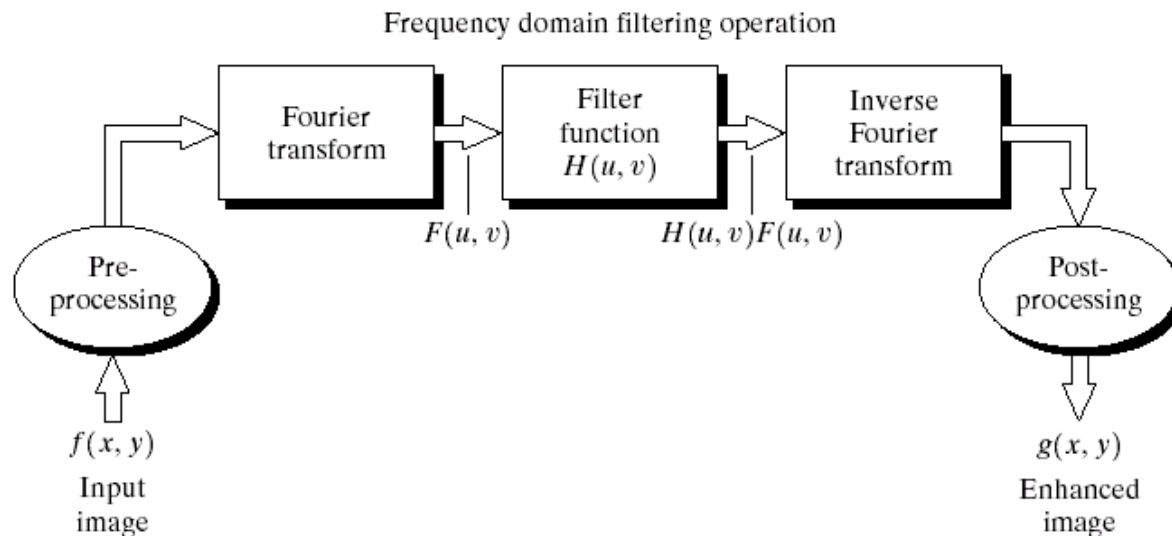 Frequency domain filtering operation
Fourier
transform
Filter
function
H(u, v)
Inverse
Fourier
transform
F(u, v)
H(u, v)F(u, v)
Pre-
processing
Post-
processing
f(x, y)
Input
image
g(x, y)
Enhanced
image